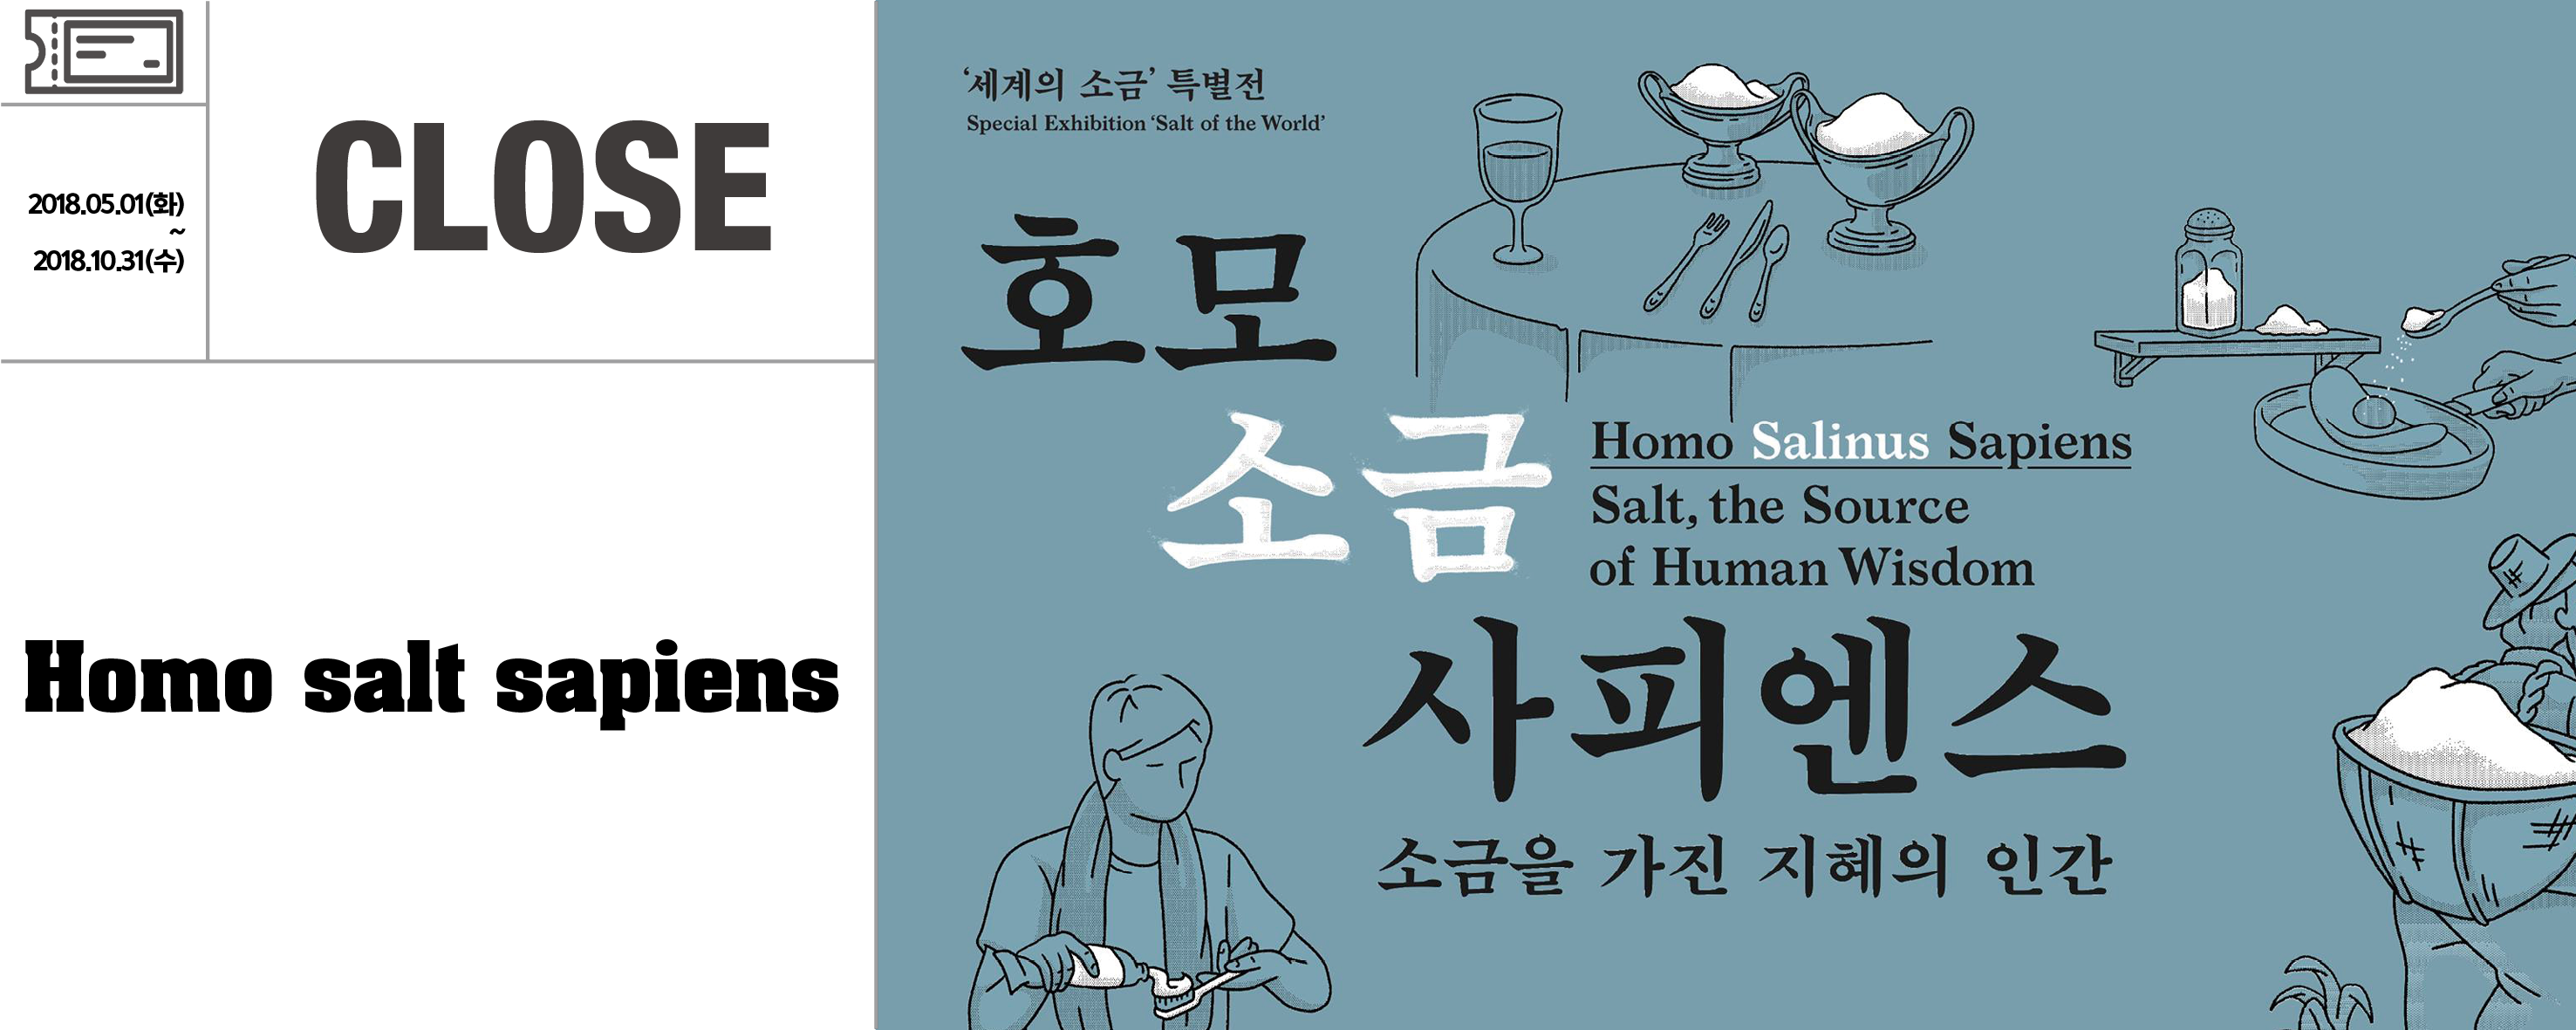 2018.05.01(화)
~
2018.10.31(수)
CLOSE
Homo salt sapiens
‘세계의 소금’ 특별전
Special Exhibition ‘Salt of the World’
호모
소금
Homo Salinus Sapiens
Salt, the Source
of Human Wisdom
사피엔스
소금을 가진 지혜의 인간